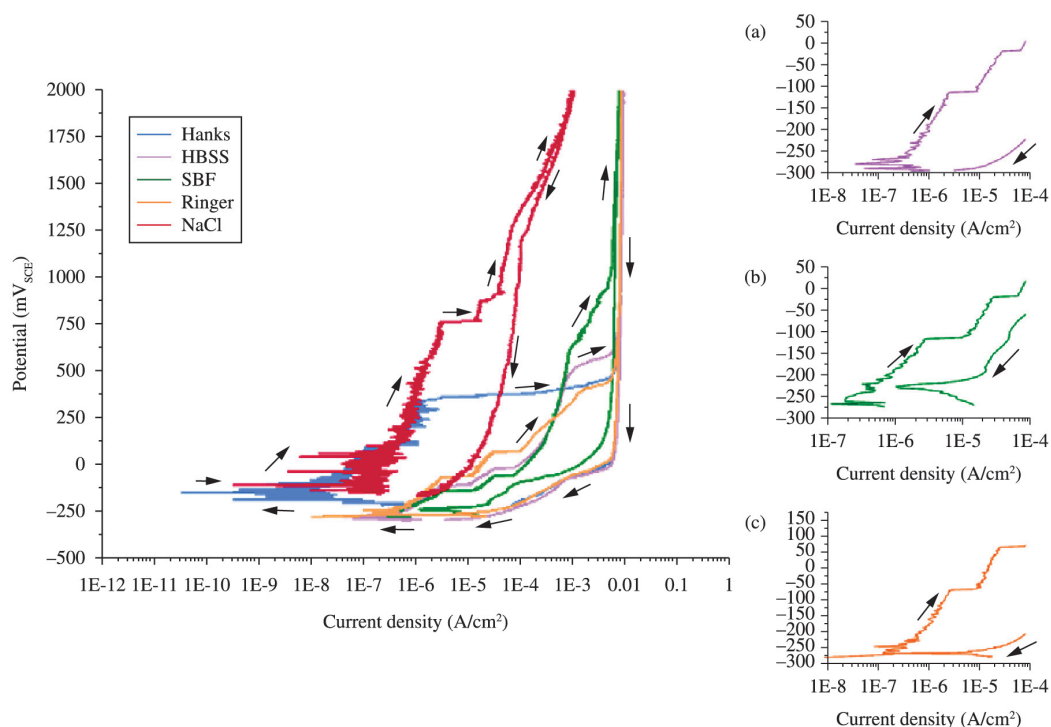 2000
1750
1500
1250
1000
750
500
250
0
−250
−500
Potential (mV_SCE)
Hanks
HBSS
SBF
Ringer
NaCl
1E-12 1E-11 1E-10 1E-9 1E-8 1E-7 1E-6 1E-5 1E-4 1E-3 0.01 0.1 1
Current density (A/cm²)
(a)
50
0
−50
−100
−150
−200
−250
−300
1E-8 1E-7 1E-6 1E-5 1E-4
Current density (A/cm²)
(b)
50
0
−50
−100
−150
−200
−250
−300
1E-7 1E-6 1E-5 1E-4
Current density (A/cm²)
(c)
150
100
50
0
−50
−100
−150
−200
−250
−300
1E-8 1E-7 1E-6 1E-5 1E-4
Current density (A/cm²)